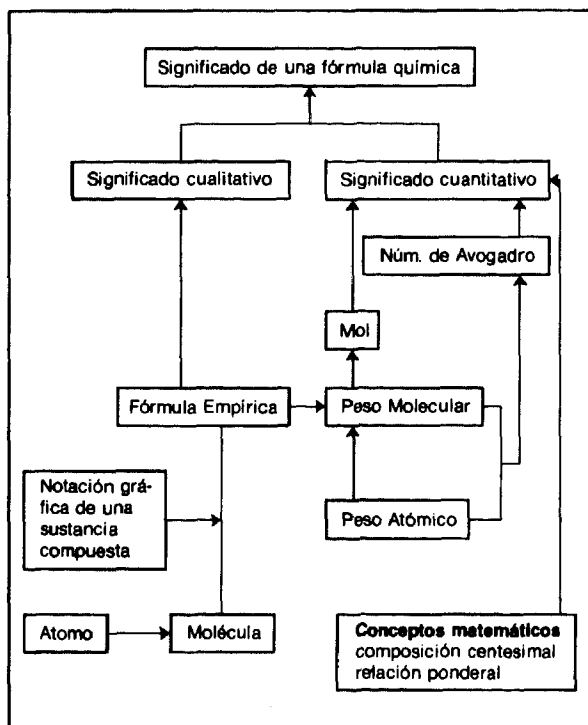 Significado de una fórmula química
Significado cualitativo
Significado cuantitativo
Núm. de Avogadro
Mol
Fórmula Empírica
Peso Molecular
Notación grá-
fica de una
sustancia
compuesta
Peso Atómico
Atomo
Molécula
Conceptos matemáticos
composición centesimal
relación ponderal